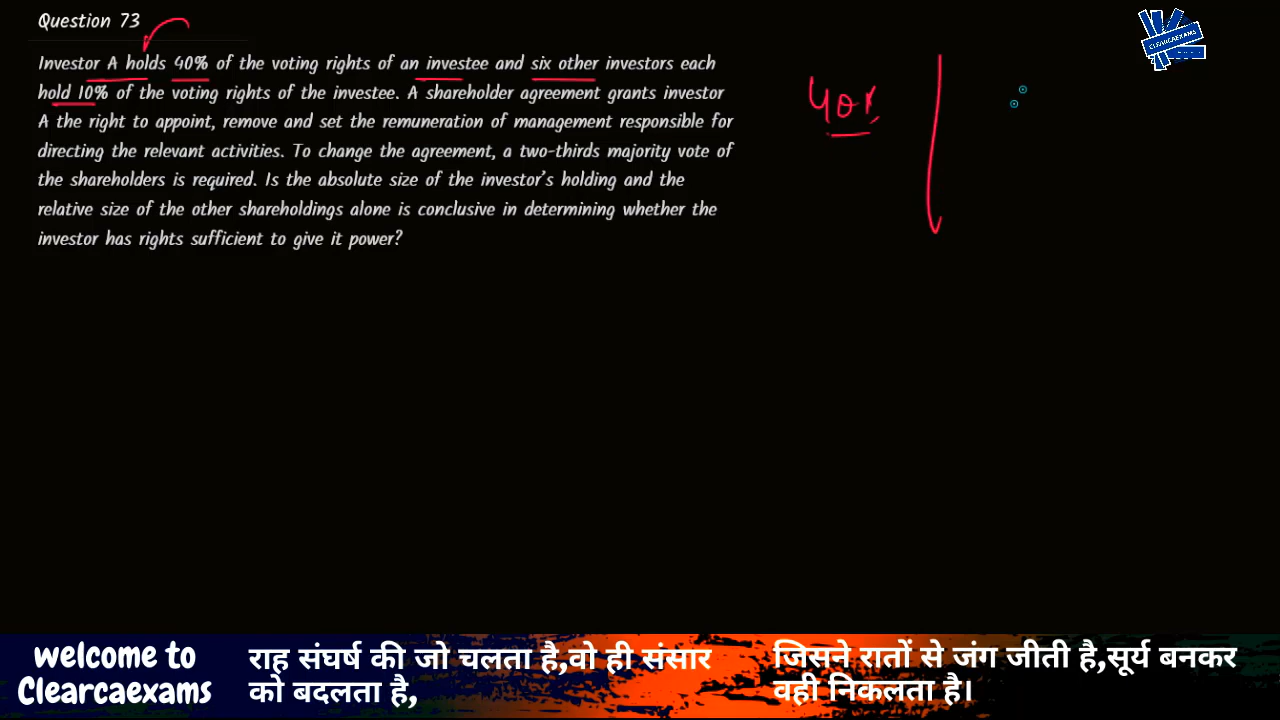 Question 73
CLEARCAEXAMS
Investor A holds 40% of the voting rights of an investee and six other investors each
hold 10% of the voting rights of the investee. A shareholder agreement grants investor
A the right to appoint, remove and set the remuneration of management responsible for
directing the relevant activities. To change the agreement, a two-thirds majority vote of
the shareholders is required. Is the absolute size of the investor's holding and the
relative size of the other shareholdings alone is conclusive in determining whether the
investor has rights sufficient to give it power?
40%
welcome to
Clearcaexams
राह संघर्ष की जो चलता है,वो ही संसार
को बदलता है,
जिसने रातों से जंग जीती है,सूर्य बनकर
वही निकलता है।